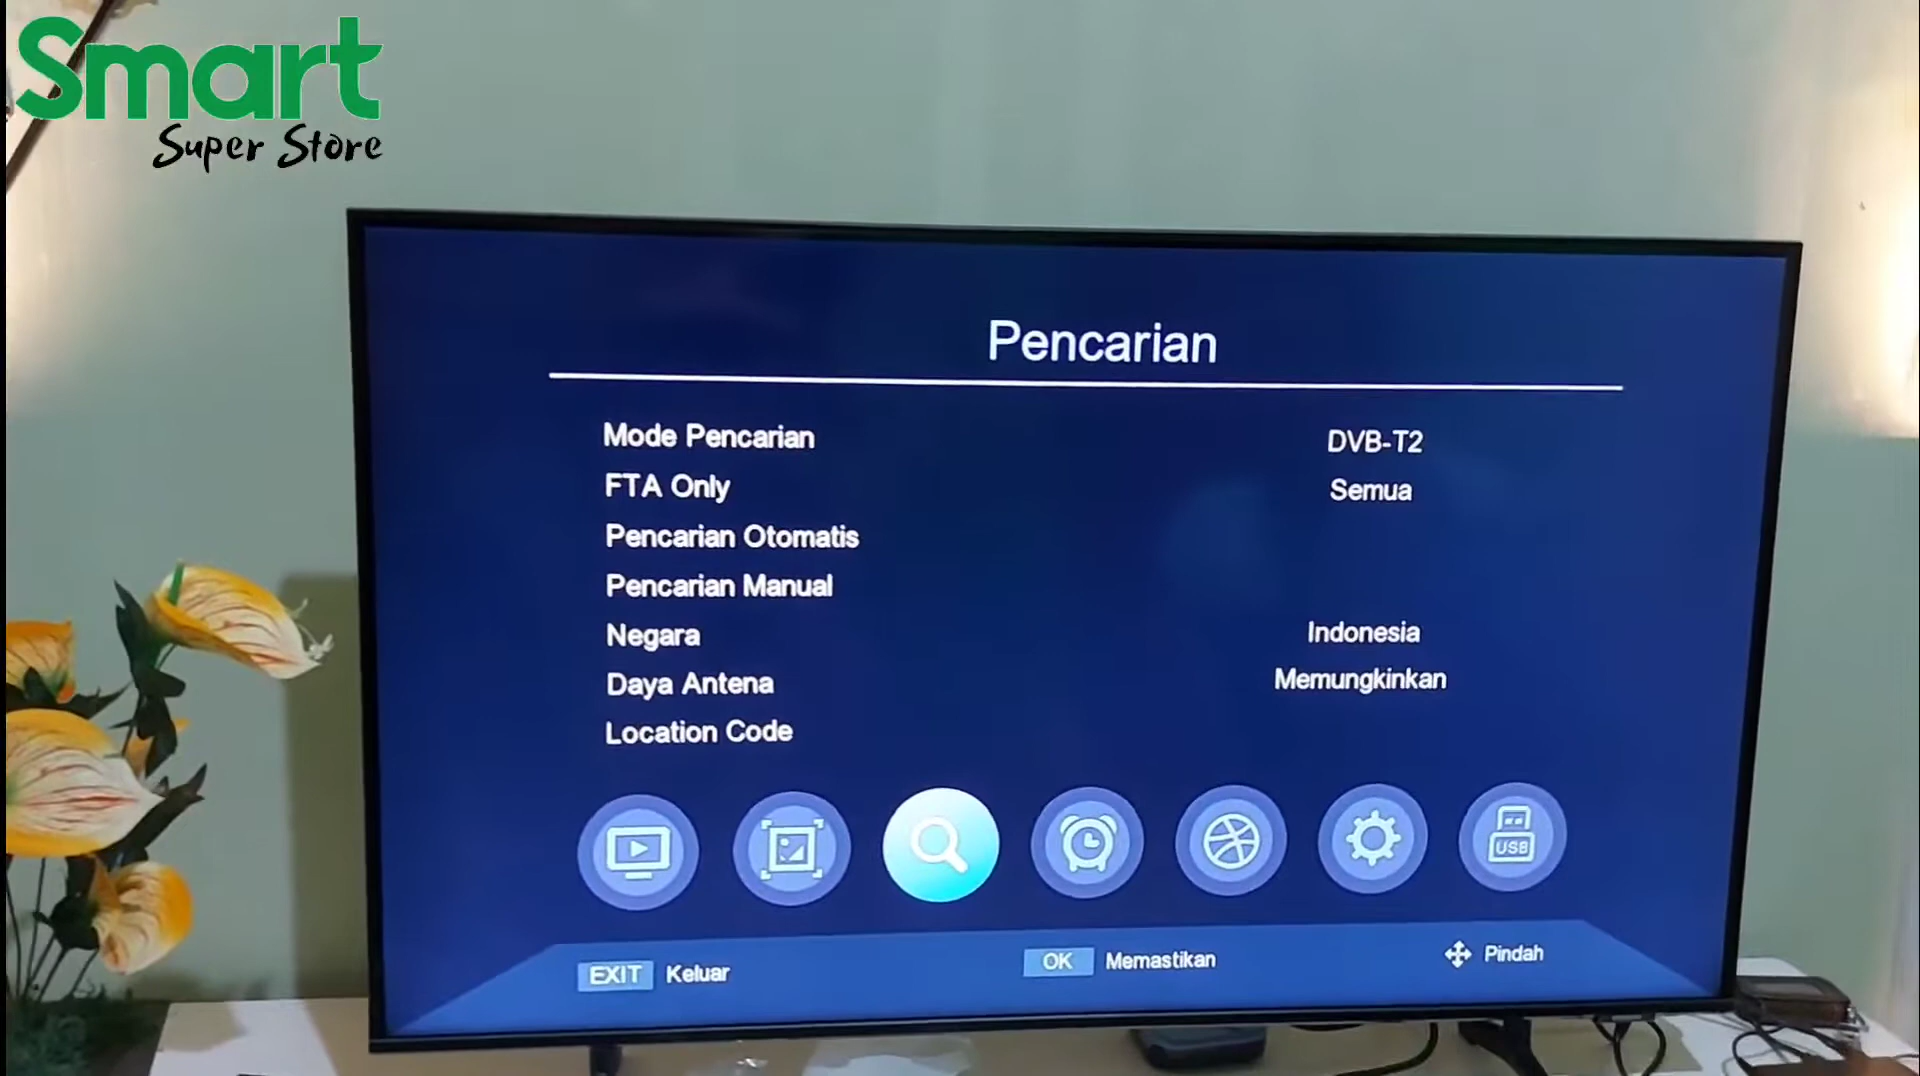 Smart
Super Store
Pencarian
Mode Pencarian DVB-T2
FTA Only Semua
Pencarian Otomatis
Pencarian Manual
Negara Indonesia
Daya Antena Memungkinkan
Location Code
USB
EXIT Keluar OK Memastikan Pindah